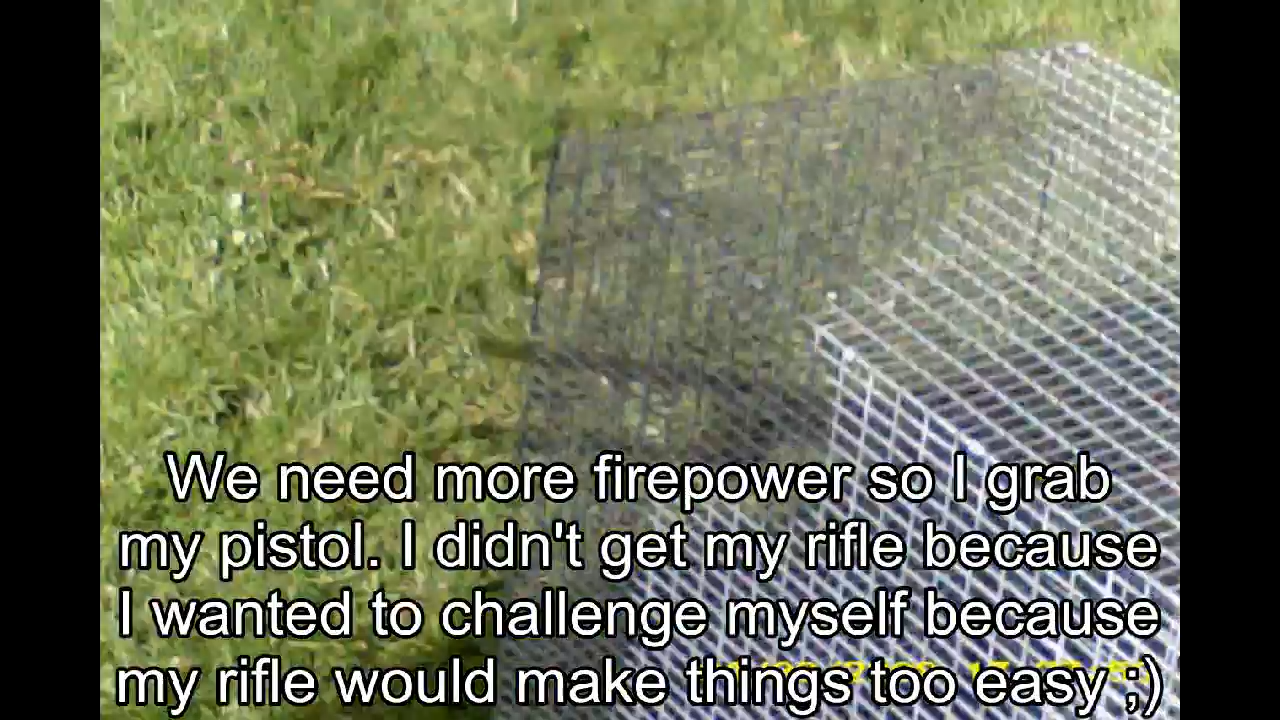 We need more firepower so I grab
my pistol. I didn't get my rifle because
I wanted to challenge myself because
my rifle would make things too easy ;)